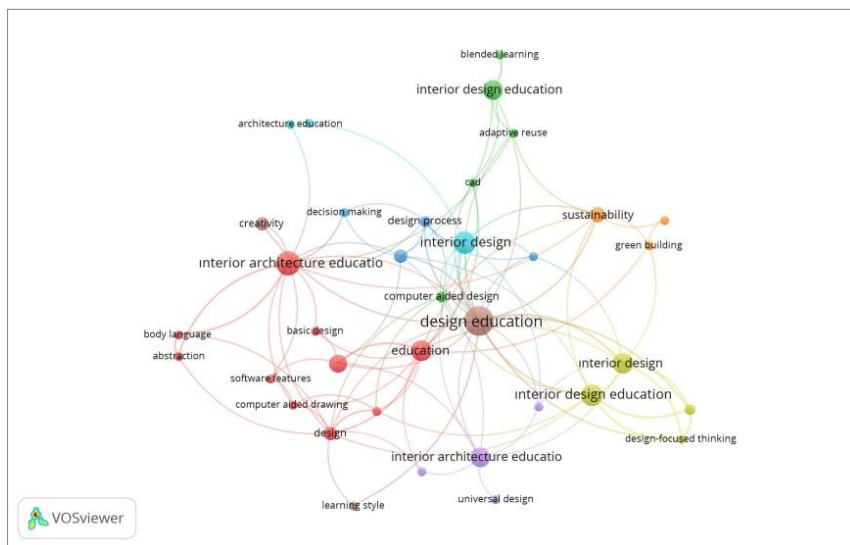 blended learning
interior design education
architecture education
adaptive reuse
cad
decision making
creativity
design process
sustainability
interior design
green building
ınterior architecture educatio
computer aided design
design education
body language
basic design
abstraction
education
ınterior design
software features
ınterior design education
computer aided drawing
design
design-focused thinking
interior architecture educatio
universal design
learning style
VOSviewer